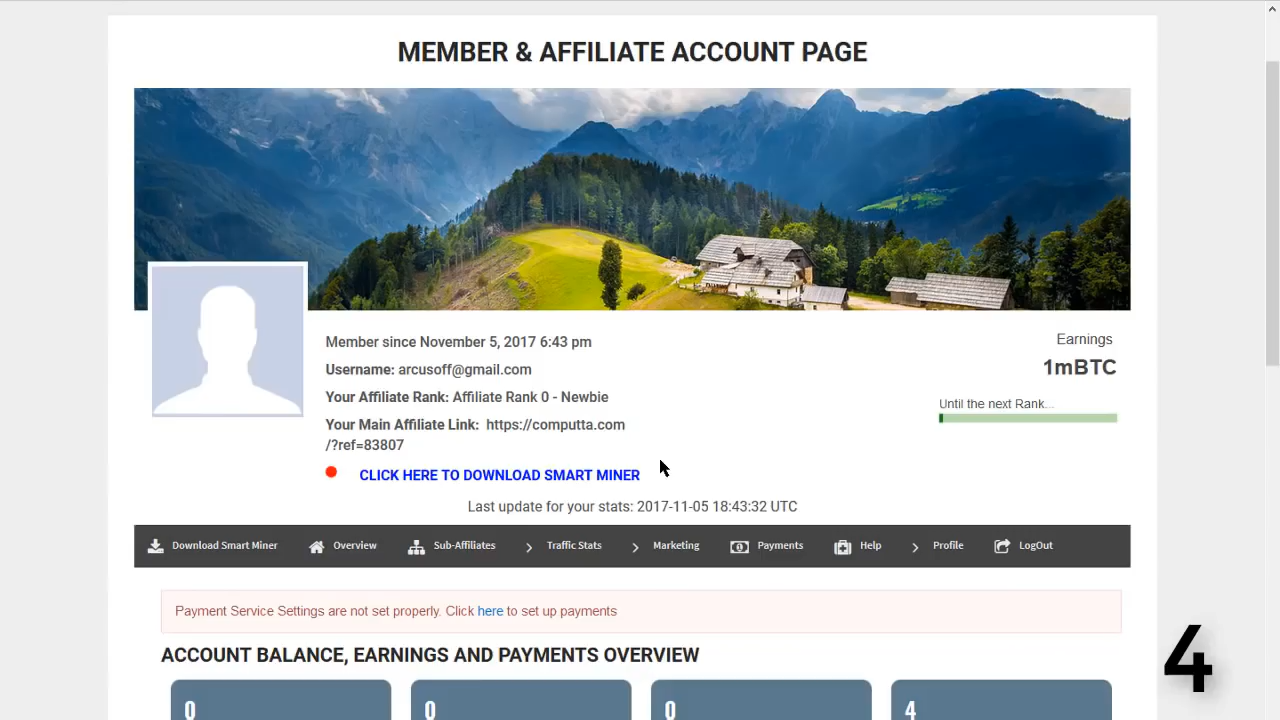 MEMBER & AFFILIATE ACCOUNT PAGE
Member since November 5, 2017 6:43 pm
Username: arcusoff@gmail.com
Your Affiliate Rank: Affiliate Rank 0 - Newbie
Your Main Affiliate Link: https://computta.com
/?ref=83807
CLICK HERE TO DOWNLOAD SMART MINER
Earnings
1mBTC
Until the next Rank...
Last update for your stats: 2017-11-05 18:43:32 UTC
Download Smart Miner Overview Sub-Affiliates Traffic Stats Marketing Payments Help Profile LogOut
Payment Service Settings are not set properly. Click here to set up payments
ACCOUNT BALANCE, EARNINGS AND PAYMENTS OVERVIEW
0 0 0 4
4